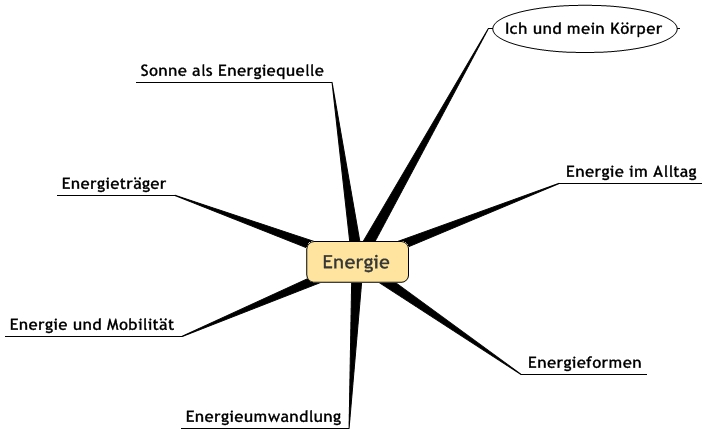 Ich und mein Körper
Sonne als Energiequelle
Energie im Alltag
Energieträger
Energie
Energie und Mobilität
Energieformen
Energieumwandlung